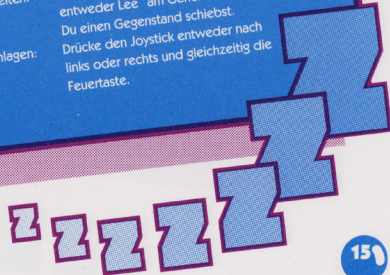 entweder Lee
Du einen Gegenstand schiebst.
nlagen: Drücke den Joystick entweder nach
links oder rechts und gleichzeitig die
Feuertaste.
Z
Z
Z Z Z Z Z
15